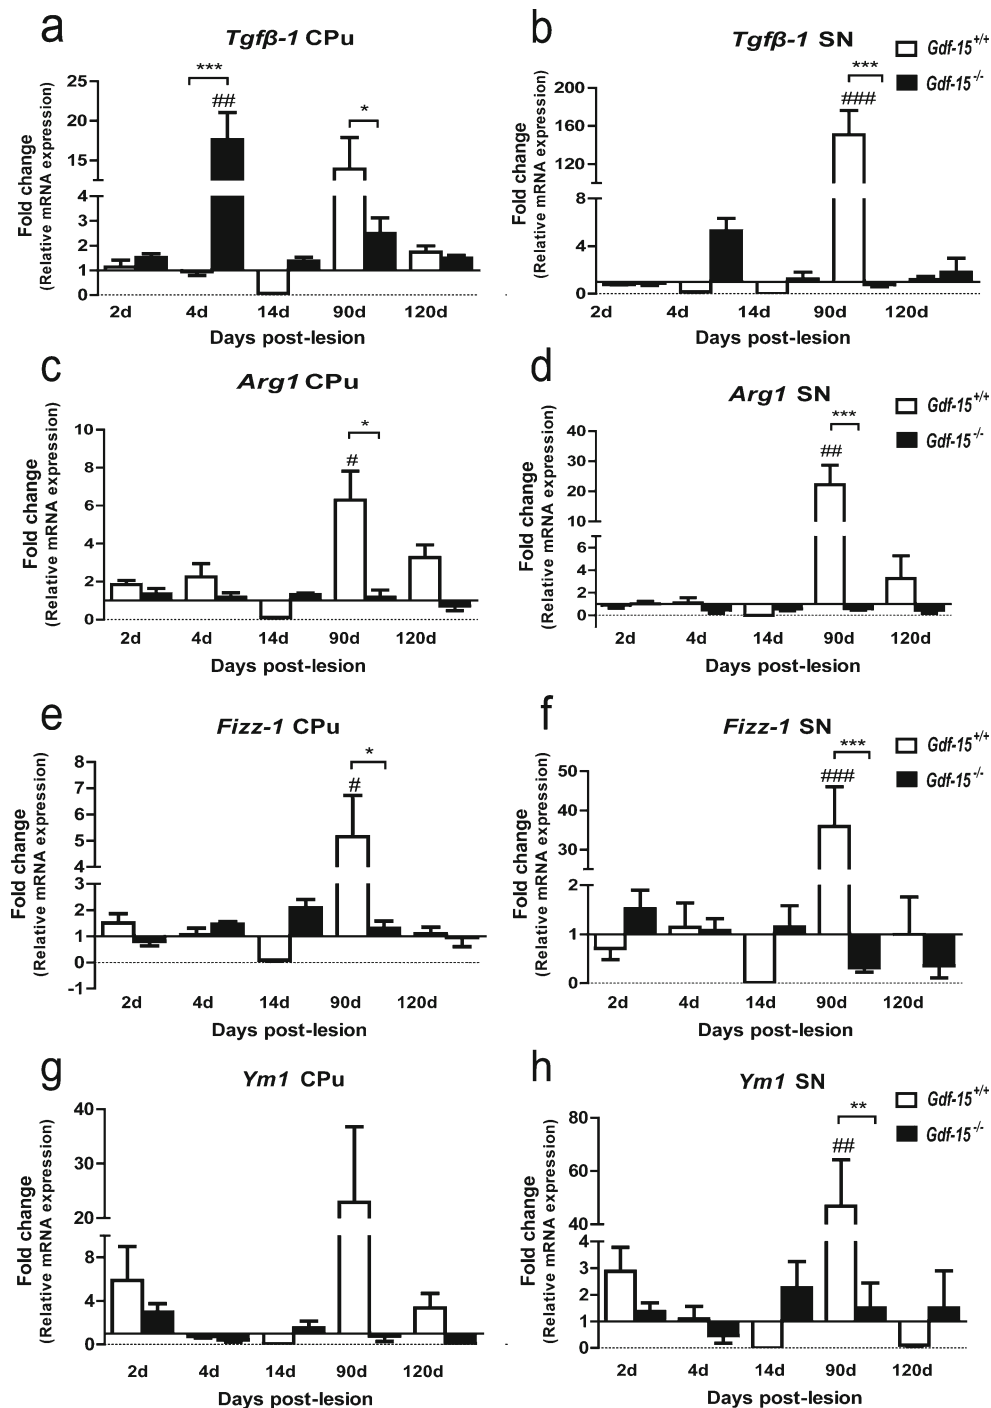 a
Tgfβ-1 CPu
***
##
*
25
20
15
4
3
2
1
0
Fold change
(Relative mRNA expression)
2d 4d 14d 90d 120d
Days post-lesion
b
Tgfβ-1 SN
Gdf-15+/+
Gdf-15-/-
***
###
200
160
120
8
4
0
Fold change
(Relative mRNA expression)
2d 4d 14d 90d 120d
Days post-lesion
c
Arg1 CPu
*
#
10
8
6
4
2
0
Fold change
(Relative mRNA expression)
2d 4d 14d 90d 120d
Days post-lesion
d
Arg1 SN
Gdf-15+/+
Gdf-15-/-
***
##
40
30
20
10
6
4
2
0
Fold change
(Relative mRNA expression)
2d 4d 14d 90d 120d
Days post-lesion
e
Fizz-1 CPu
*
#
8
7
6
5
4
3
2
1
0
-1
Fold change
(Relative mRNA expression)
2d 4d 14d 90d 120d
Days post-lesion
f
Fizz-1 SN
Gdf-15+/+
Gdf-15-/-
***
###
50
40
30
2
1
0
Fold change
(Relative mRNA expression)
2d 4d 14d 90d 120d
Days post-lesion
g
Ym1 CPu
40
30
20
8
4
0
Fold change
(Relative mRNA expression)
2d 4d 14d 90d 120d
Days post-lesion
h
Ym1 SN
Gdf-15+/+
Gdf-15-/-
**
##
80
60
40
4
3
2
1
0
Fold change
(Relative mRNA expression)
2d 4d 14d 90d 120d
Days post-lesion